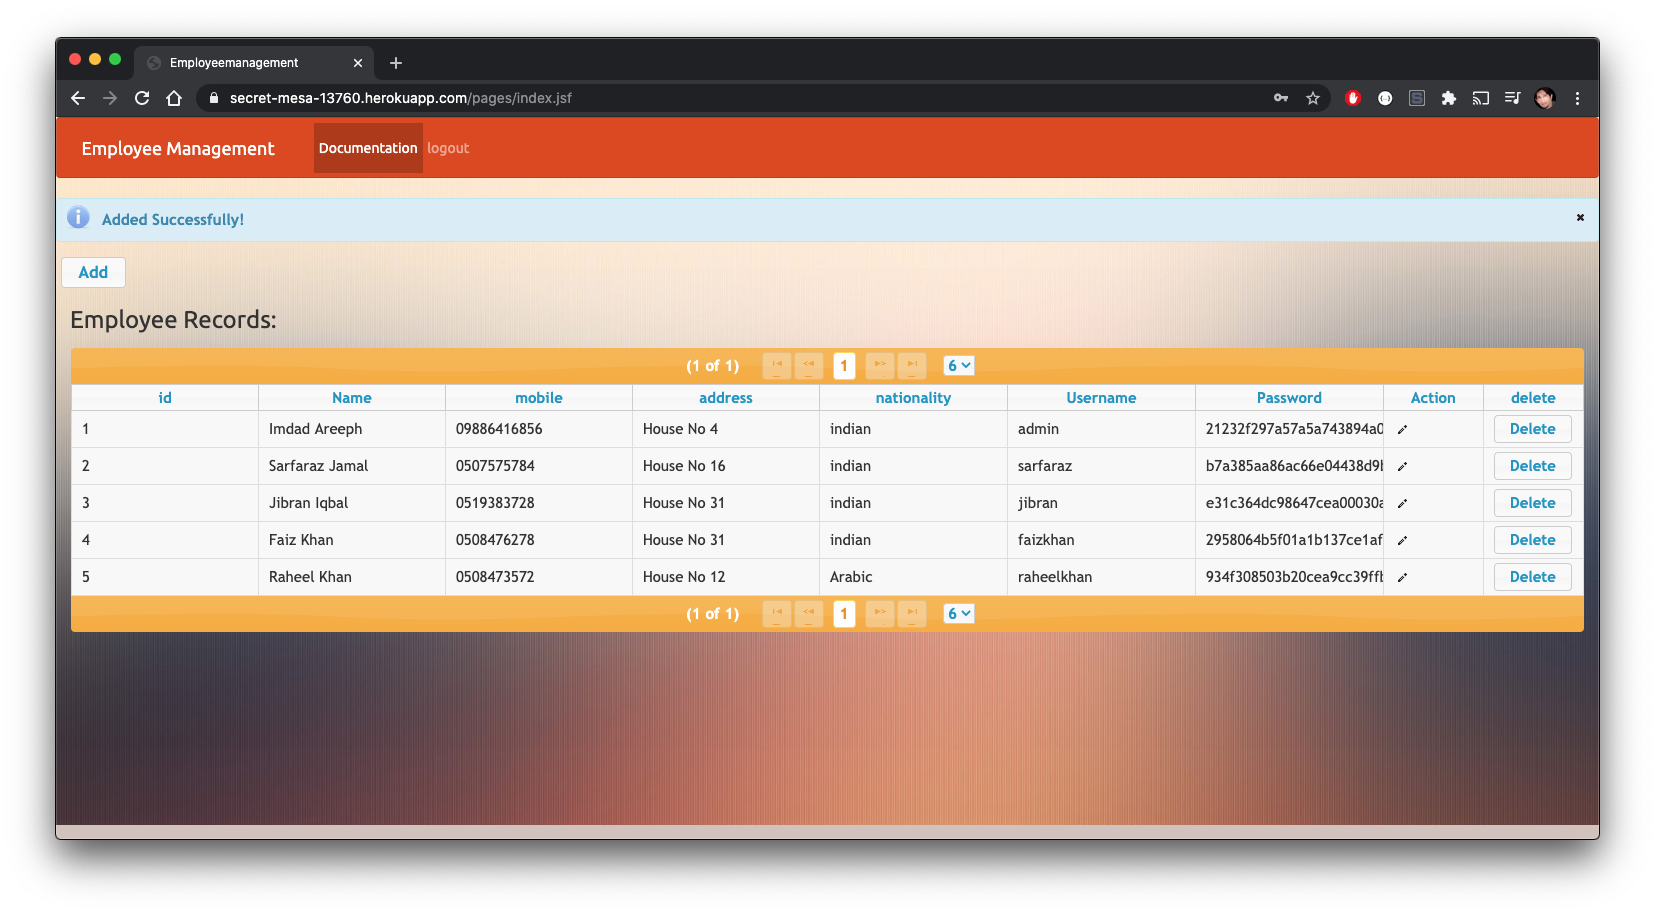 Employeemanagement
secret-mesa-13760.herokuapp.com/pages/index.jsf
Employee Management Documentation logout
Added Successfully!
Add
Employee Records:
(1 of 1) 1 6
id Name mobile address nationality Username Password Action delete
1 Imdad Areeph 09886416856 House No 4 indian admin 21232f297a57a5a743894a0 Delete
2 Sarfaraz Jamal 0507575784 House No 16 indian sarfaraz b7a385aa86ac66e04438d9 Delete
3 Jibran Iqbal 0519383728 House No 31 indian jibran e31c364dc98647cea00030a Delete
4 Faiz Khan 0508476278 House No 31 indian faizkhan 2958064b5f01a1b137ce1af Delete
5 Raheel Khan 0508473572 House No 12 Arabic raheelkhan 934f308503b20cea9cc39ff Delete
(1 of 1) 1 6